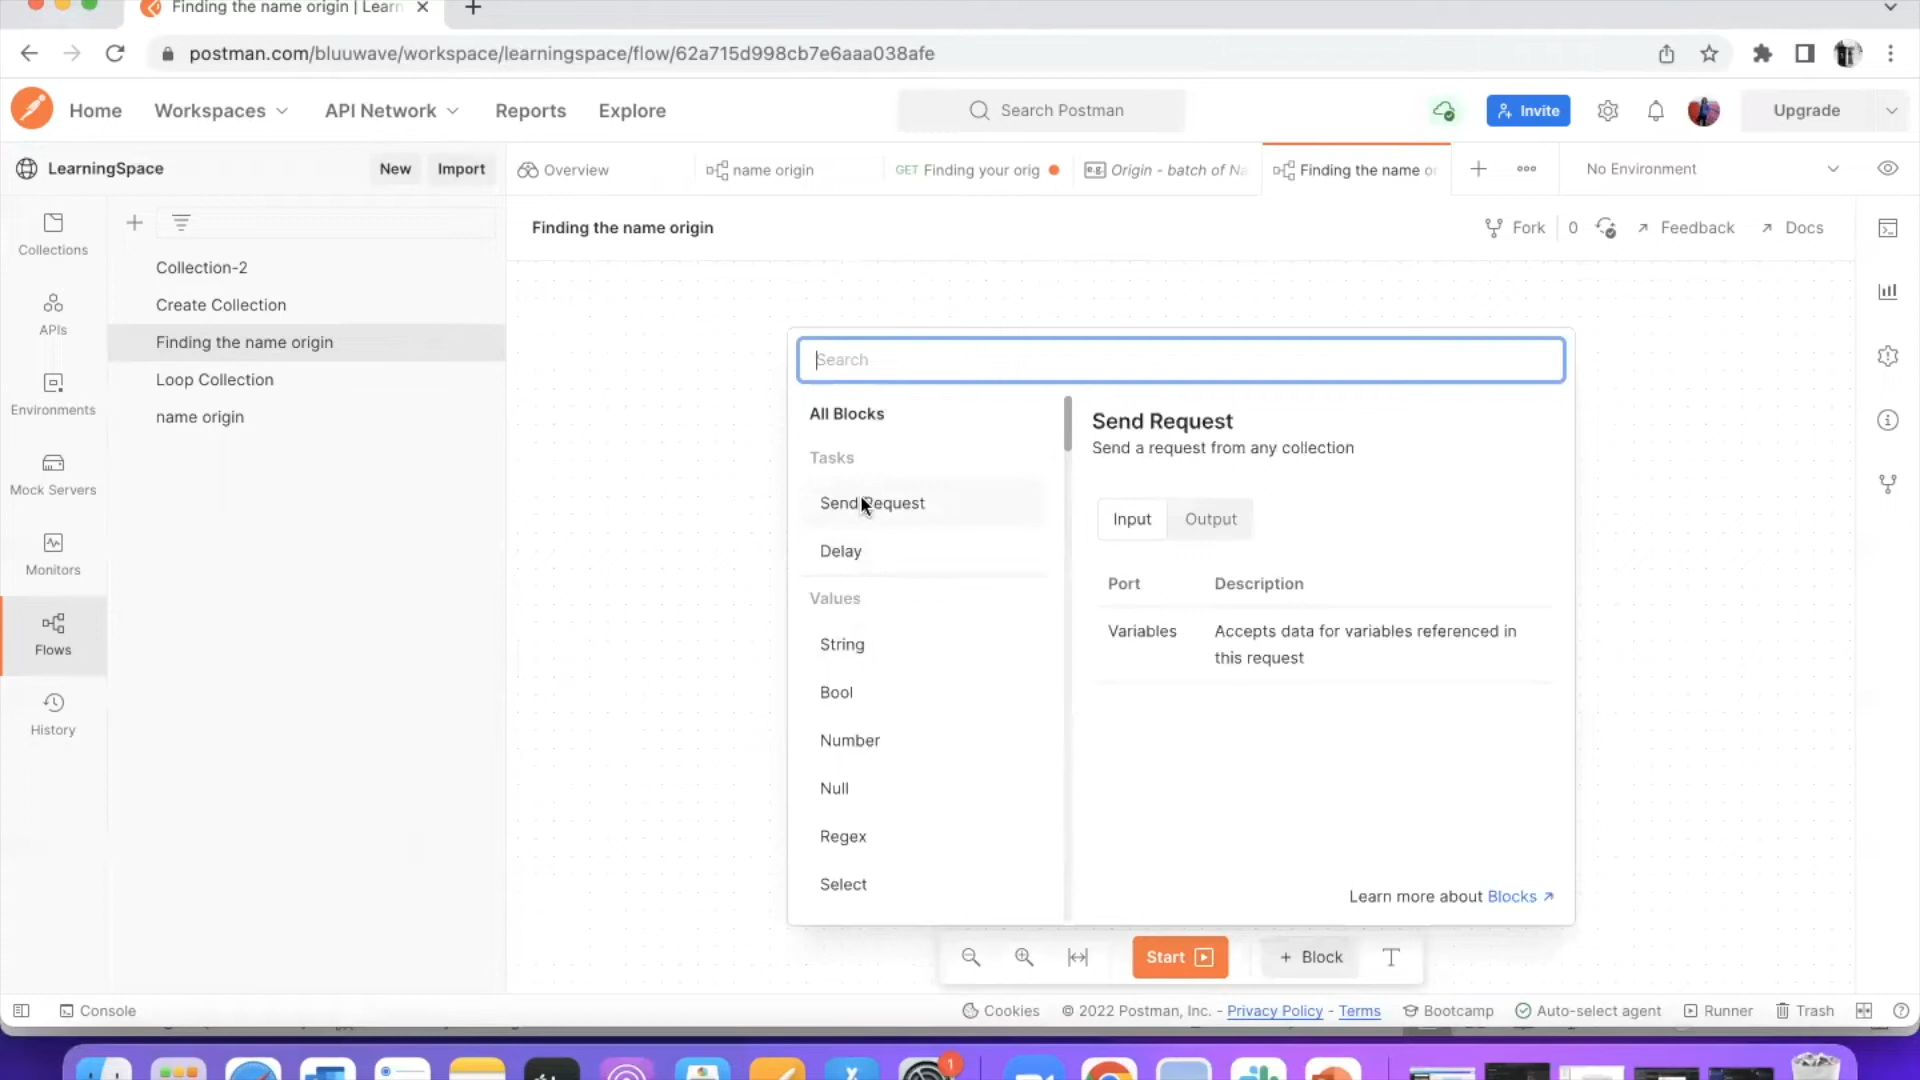 Finding the name origin | Learn
postman.com/bluuwave/workspace/learningspace/flow/62a715d998cb7e6aaa038afe
Home
Workspaces
API Network
Reports
Explore
Search Postman
Invite
Upgrade
LearningSpace
New
Import
Overview
name origin
GET Finding your orig
e.g. Origin - batch of Na
Finding the name or
No Environment
Collections
APIs
Environments
Mock Servers
Monitors
Flows
History
Collection-2
Create Collection
Finding the name origin
Loop Collection
name origin
Finding the name origin
Fork
0
Feedback
Docs
Search
All Blocks
Tasks
Send Request
Delay
Values
String
Bool
Number
Null
Regex
Select
Send Request
Send a request from any collection
Input
Output
Port
Description
Variables
Accepts data for variables referenced in
this request
Learn more about Blocks
Start
+ Block
T
Console
Cookies
© 2022 Postman, Inc. - Privacy Policy - Terms
Bootcamp
Auto-select agent
Runner
Trash
1